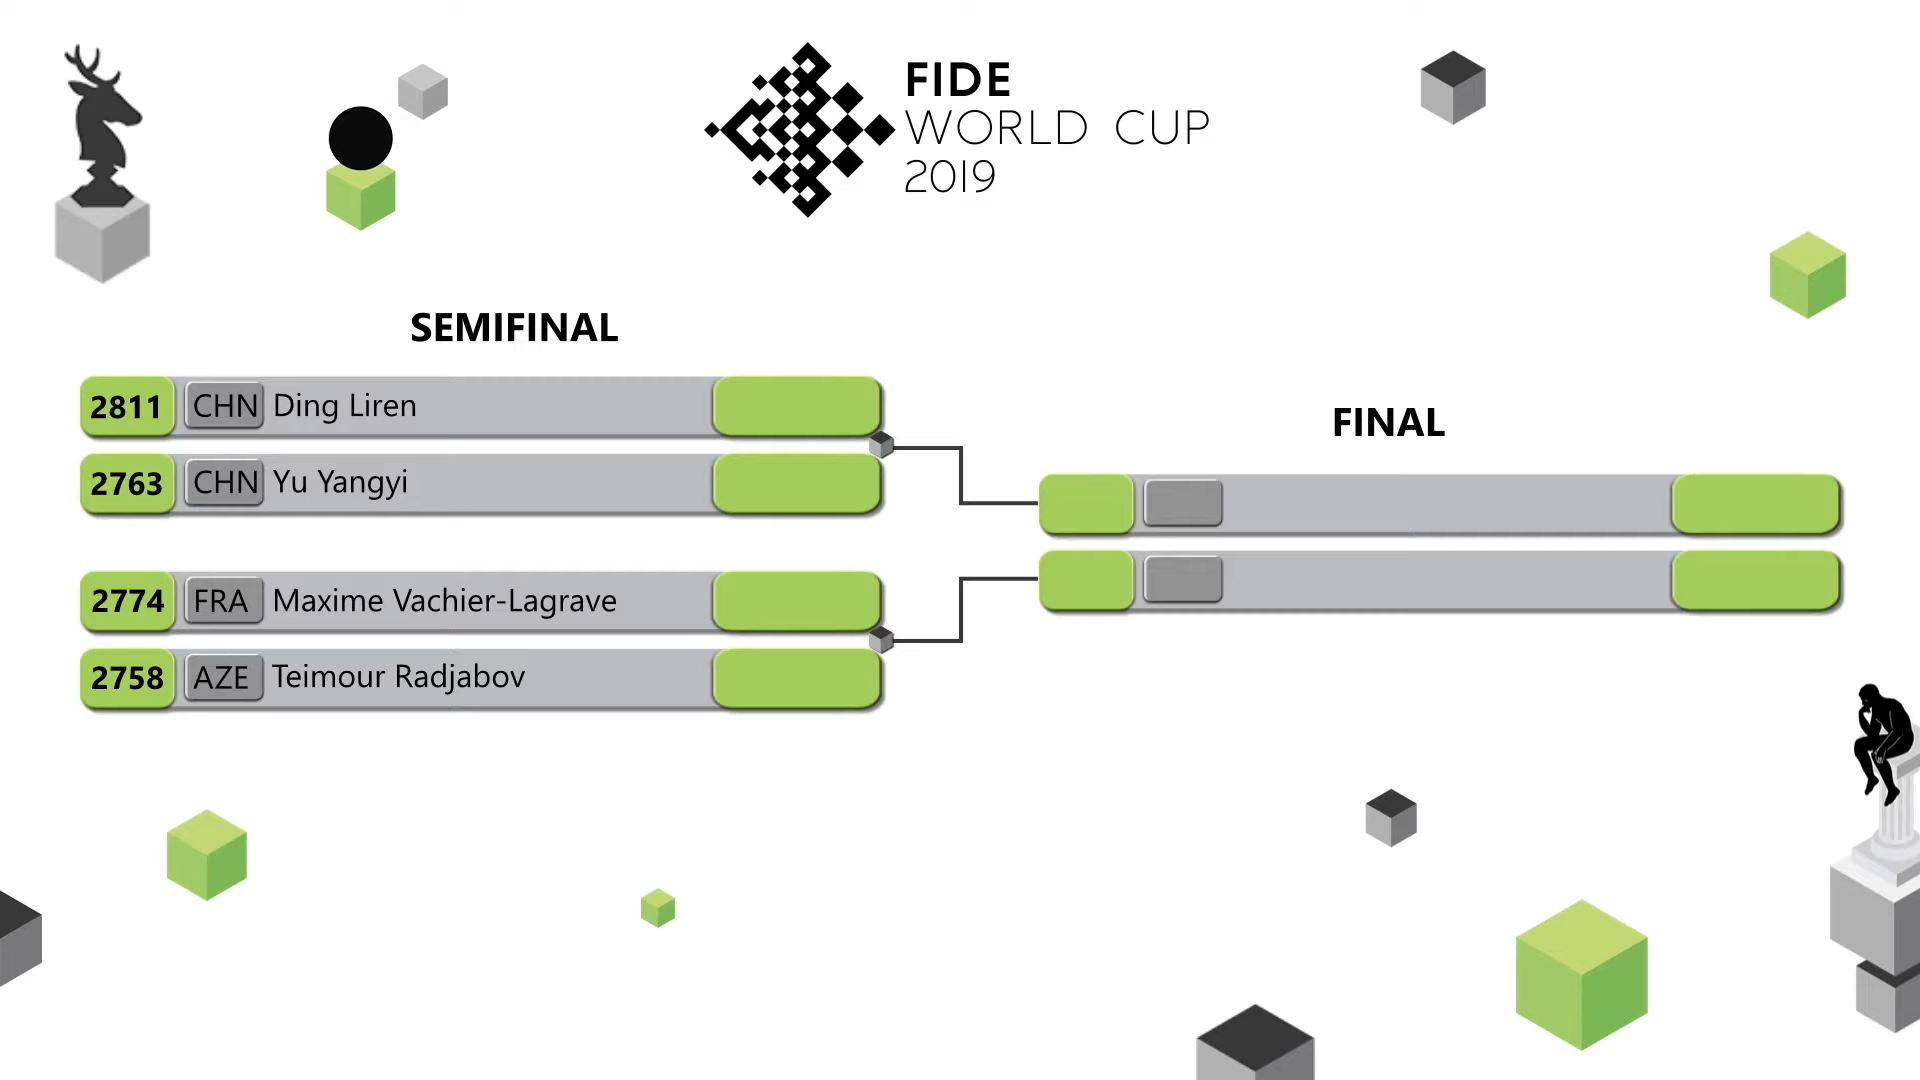 FIDE
WORLD CUP
2019
SEMIFINAL
2811 CHN Ding Liren
2763 CHN Yu Yangyi
2774 FRA Maxime Vachier-Lagrave
2758 AZE Teimour Radjabov
FINAL